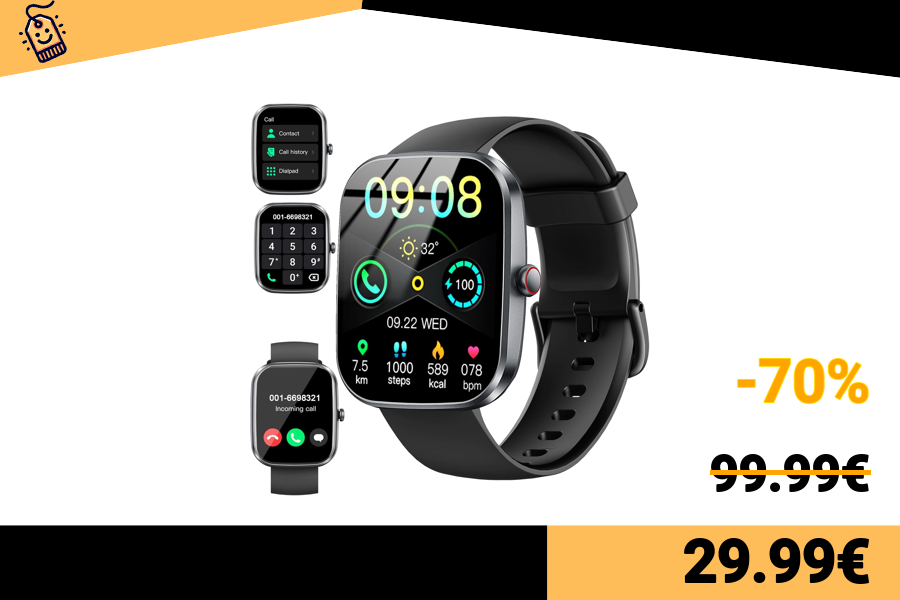 Call
Contact
Call history
Dialped
001-6698321
1 2 3
4 5 6
7* 8 9#
0+
001-6698321
Incoming call
09:08
32°
100
09.22 WED
7.5 1000 589 078
km steps kcal bpm
-70%
99.99€
29.99€